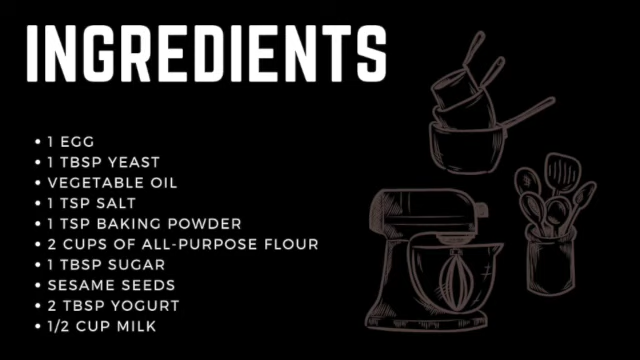 INGREDIENTS
• 1 EGG
• 1 TBSP YEAST
• VEGETABLE OIL
• 1 TSP SALT
• 1 TSP BAKING POWDER
• 2 CUPS OF ALL-PURPOSE FLOUR
• 1 TBSP SUGAR
• SESAME SEEDS
• 2 TBSP YOGURT
• 1/2 CUP MILK